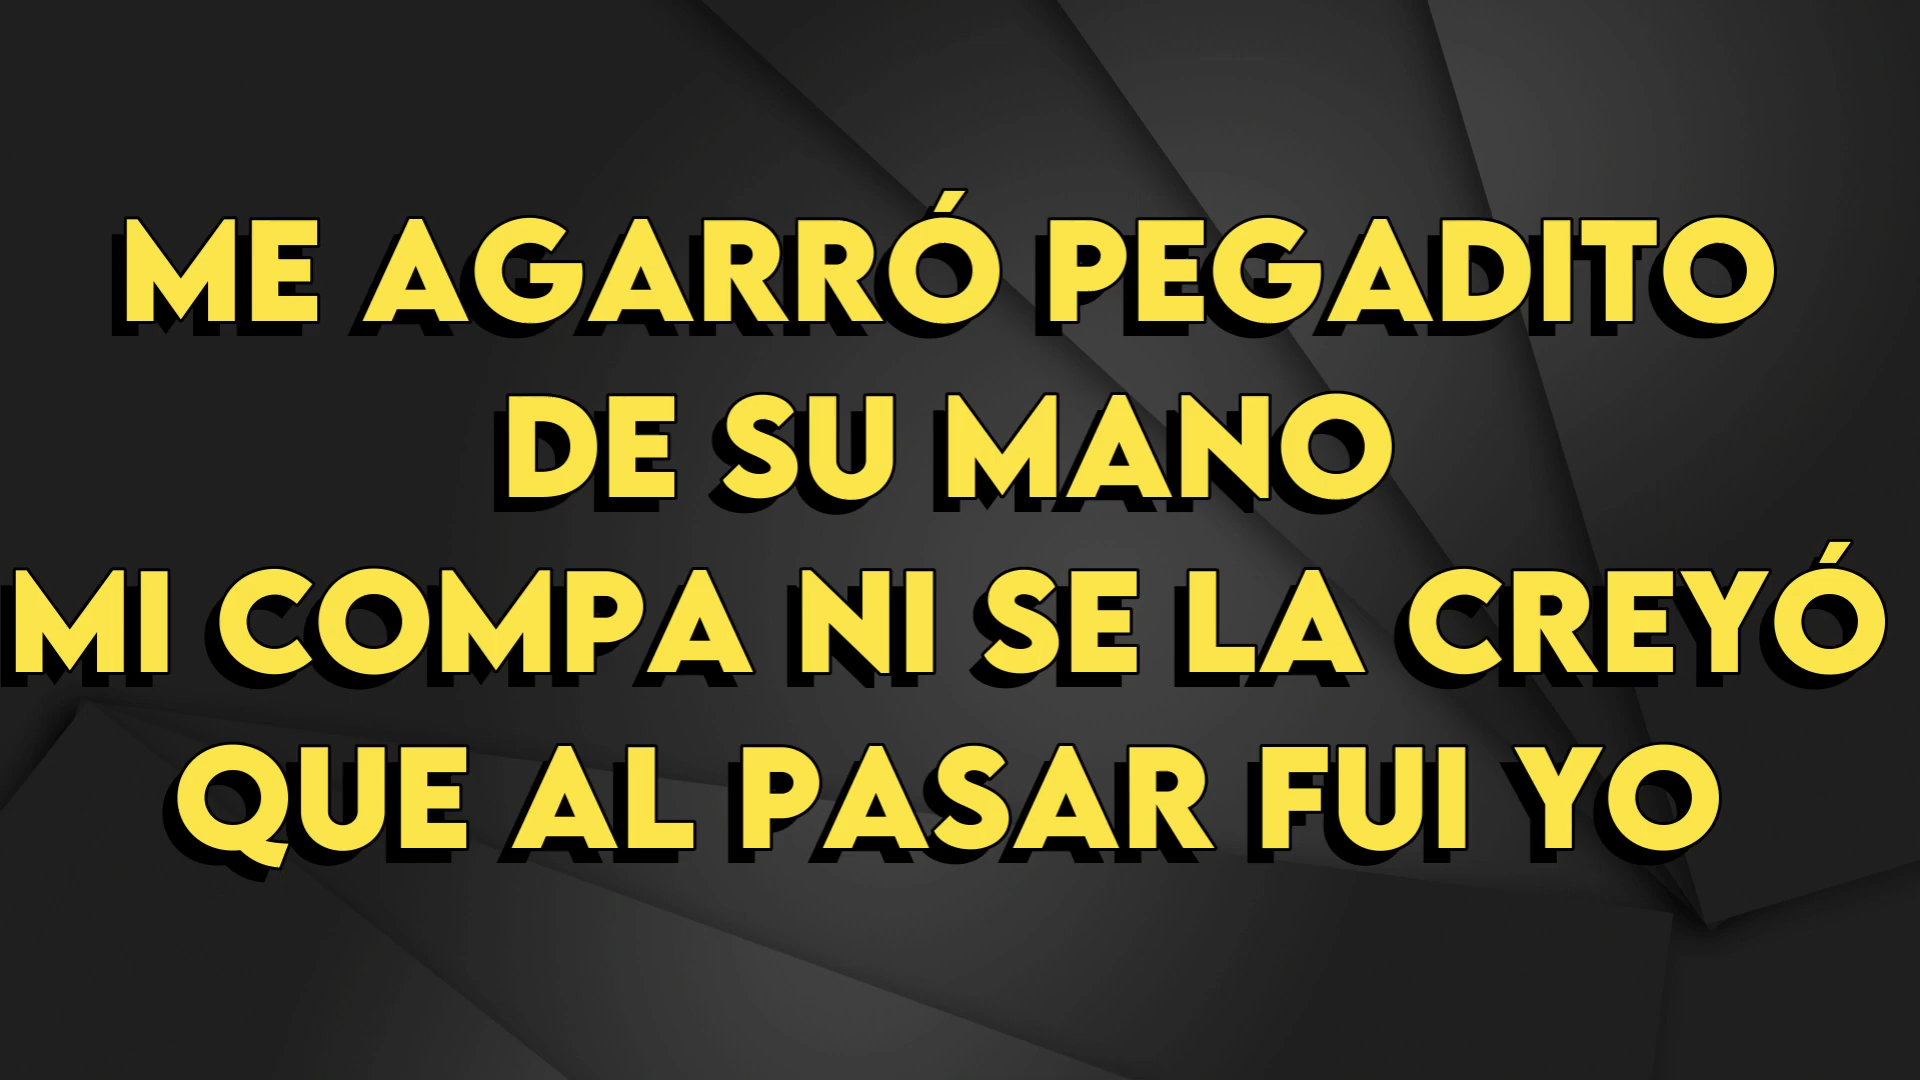 ME AGARRÓ PEGADITO
DE SU MANO
MI COMPA NI SE LA CREYÓ
QUE AL PASAR FUI YO